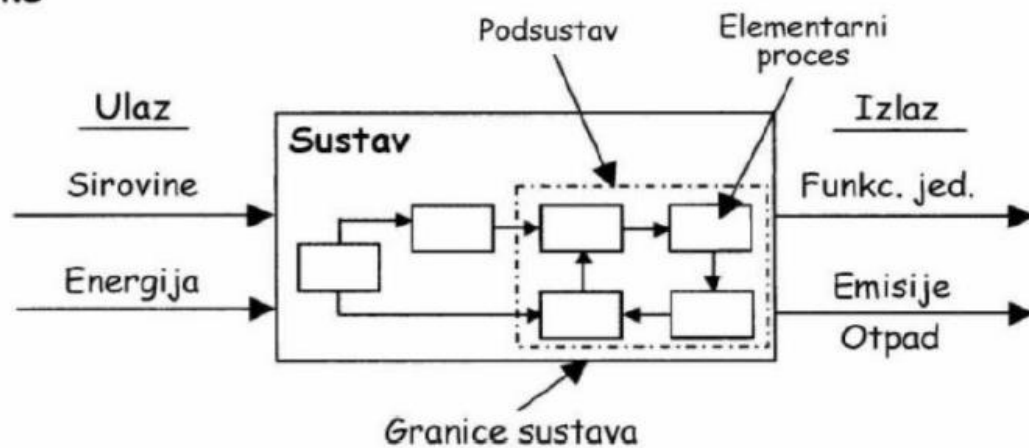 Podsustav
Elementarni
proces
Ulaz
Izlaz
Sustav
Sirovine
Funkc. jed.
Energija
Emisije
Otpad
Granice sustava